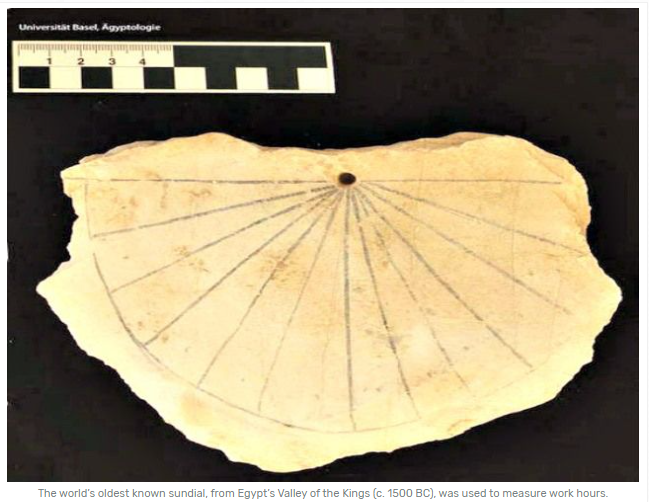 Universität Basel, Ägyptologie
1 2 3 4
The world's oldest known sundial, from Egypt's Valley of the Kings (c. 1500 BC), was used to measure work hours.